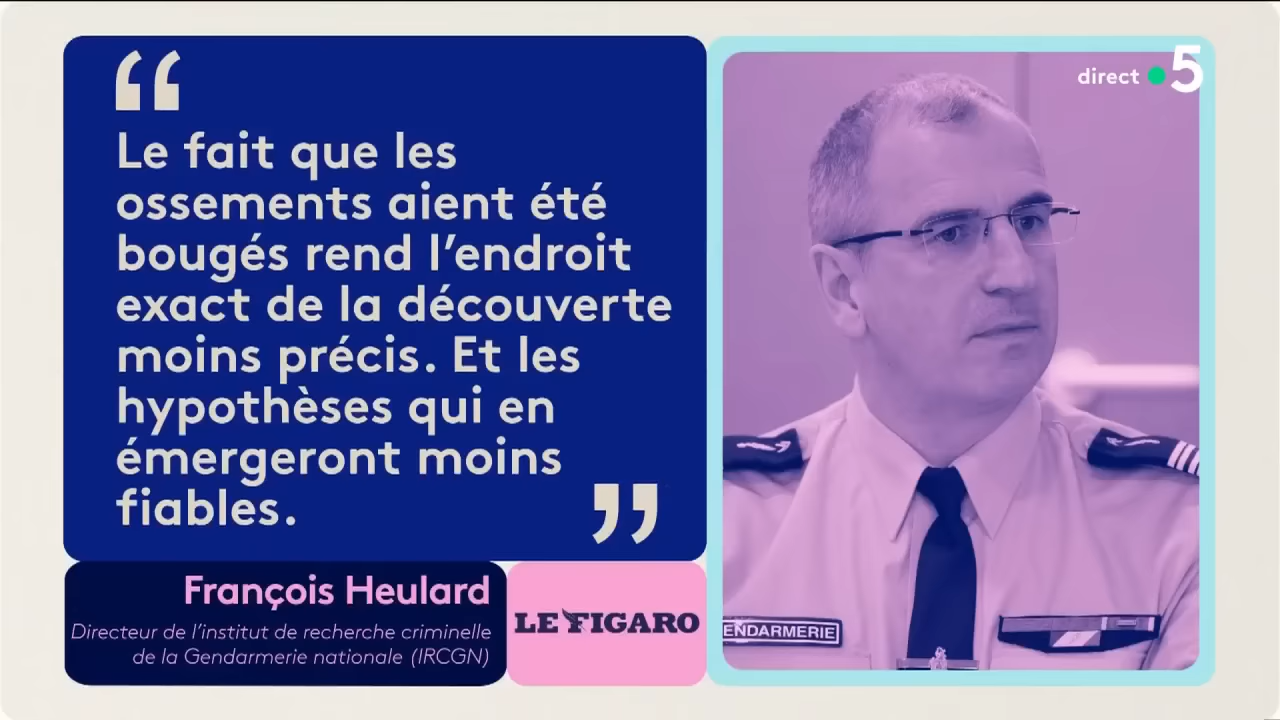 direct 5
“
Le fait que les
ossements aient été
bougés rend l’endroit
exact de la découverte
moins précis. Et les
hypothèses qui en
émergeront moins
fiables.
”
François Heulard
Directeur de l’institut de recherche criminelle
de la Gendarmerie nationale (IRCGN)
LE FIGARO
ENDARMERIE